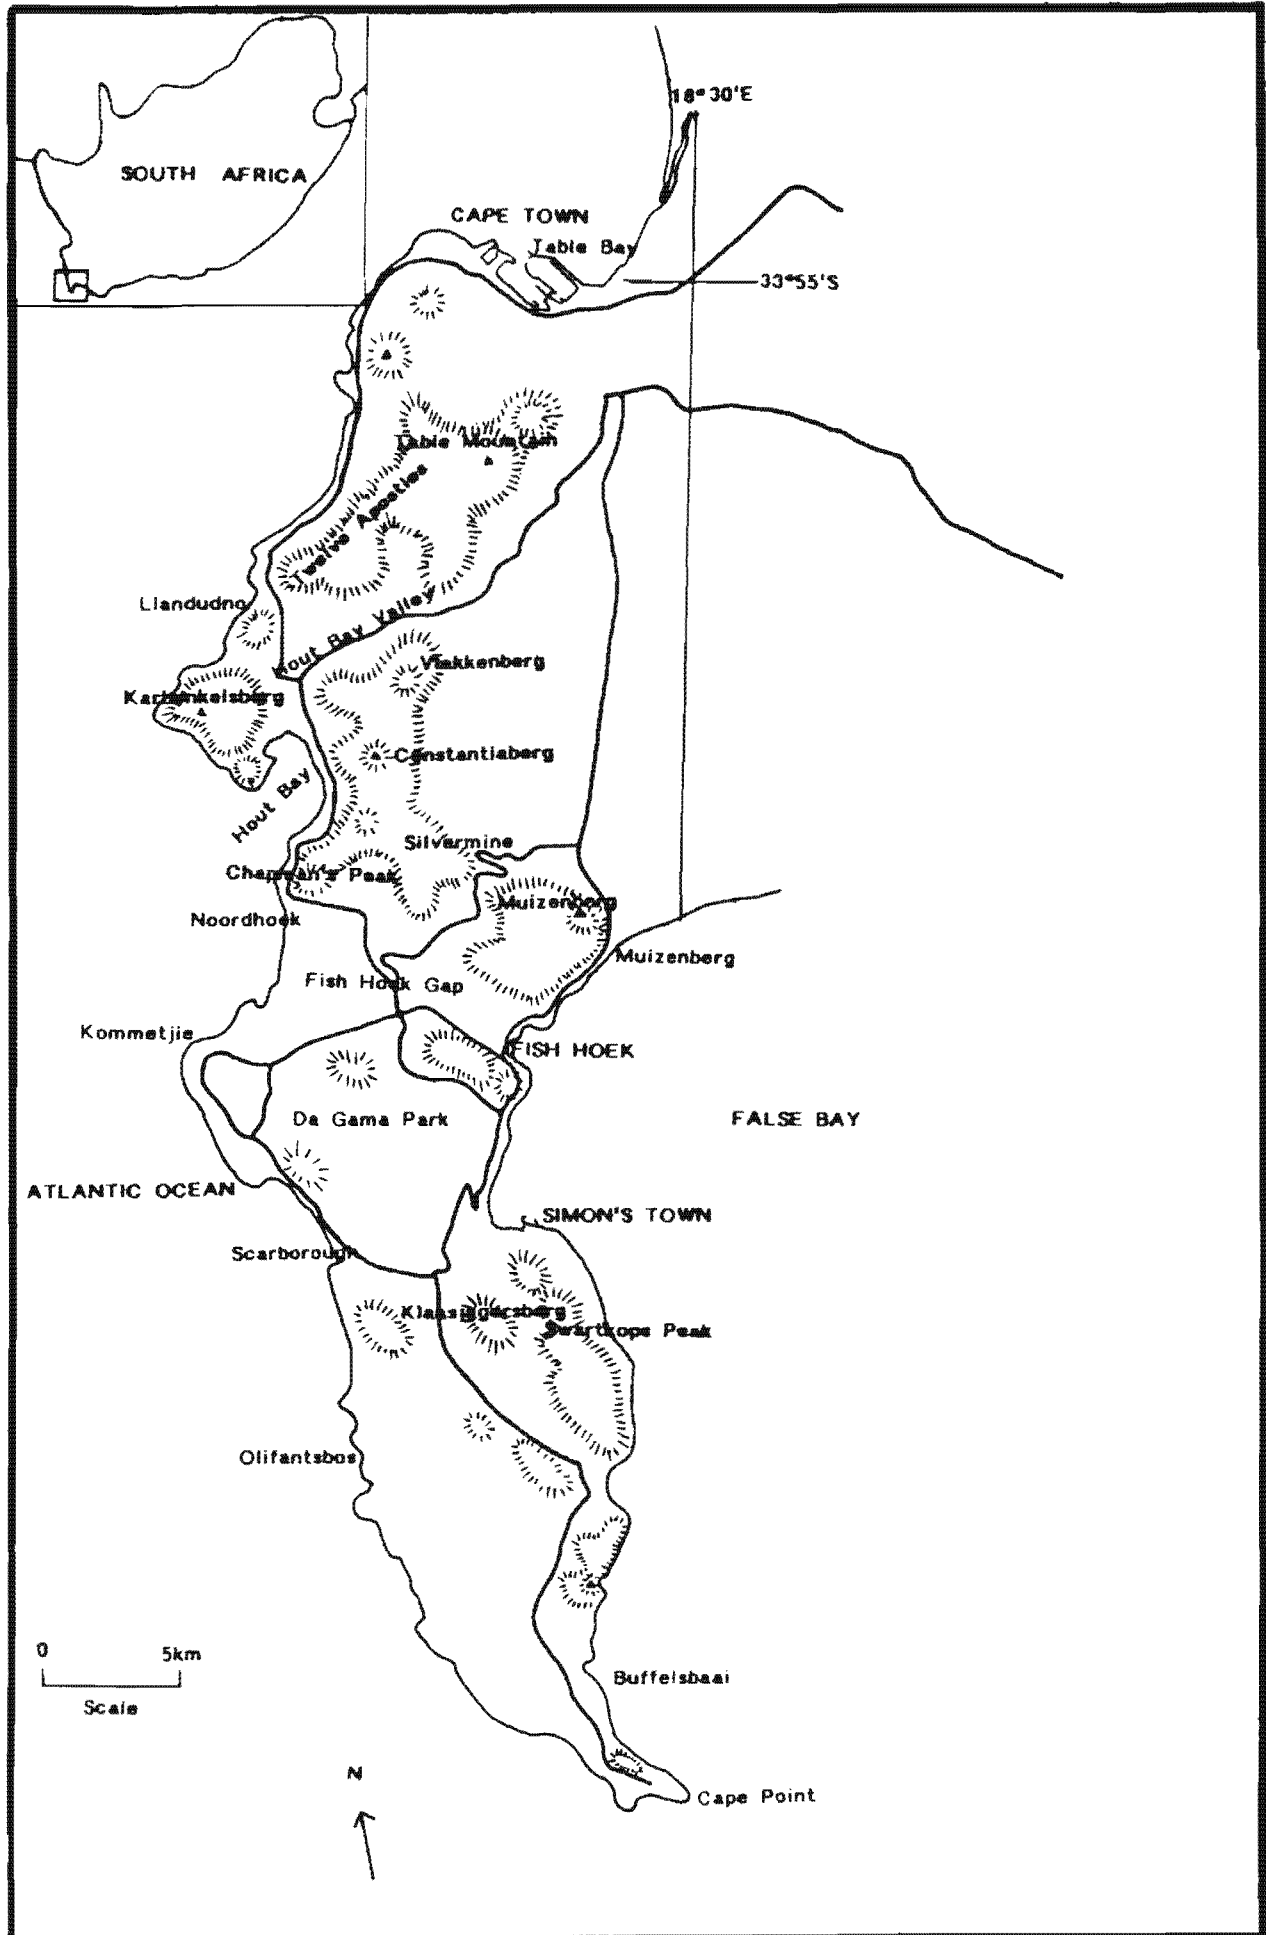 18°30'E
SOUTH AFRICA
CAPE TOWN
Table Bay
33°55'S
Table Mountain
Twelve Apostles
Llandudno
Hout Bay Valley
Vlakkenberg
Karbonkelsberg
Constantiaberg
Hout Bay
Silvermine
Chapman's Peak
Muizenberg
Noordhoek
Muizenberg
Fish Hoek Gap
Kommetjie
FISH HOEK
Da Gama Park
FALSE BAY
ATLANTIC OCEAN
SIMON'S TOWN
Scarborough
Klaasjagersberg
Swartkops Peak
Olifantsbos
0 5km
Scale
Buffelsbaai
N
Cape Point